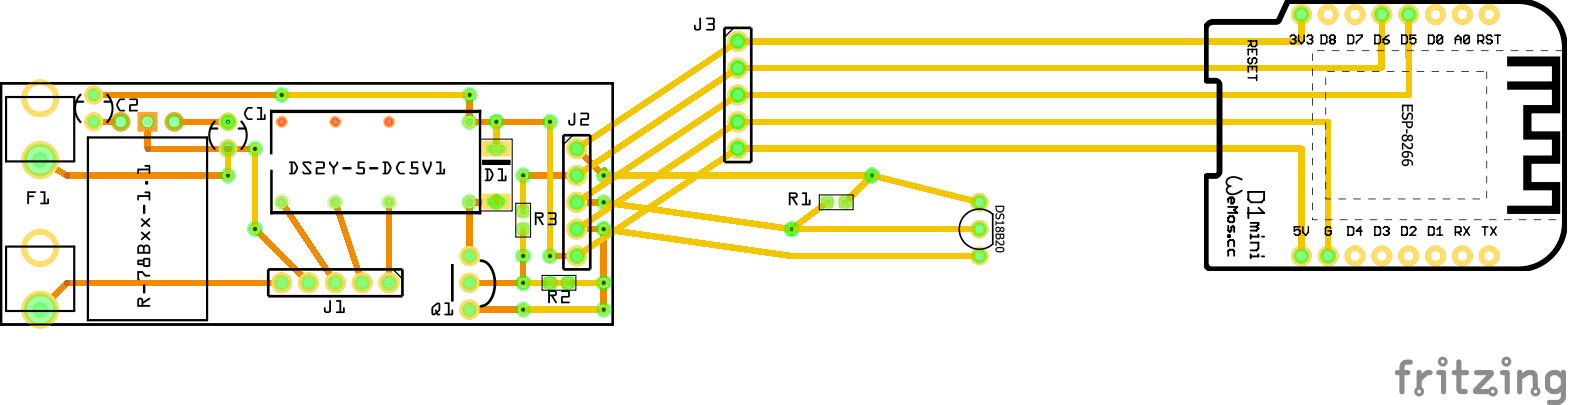 J3
3V3 D8 D7 D6 D5 D0 A0 RST
RESET
ESP-8266
D1mini
WeMos.cc
5V G D4 D3 D2 D1 RX TX
C2
C1
J2
DS2Y-5-DC5V1
D1
F1
R-78Bxx-1.1
R3
R1
DS18B20
R2
J1
Q1
fritzing